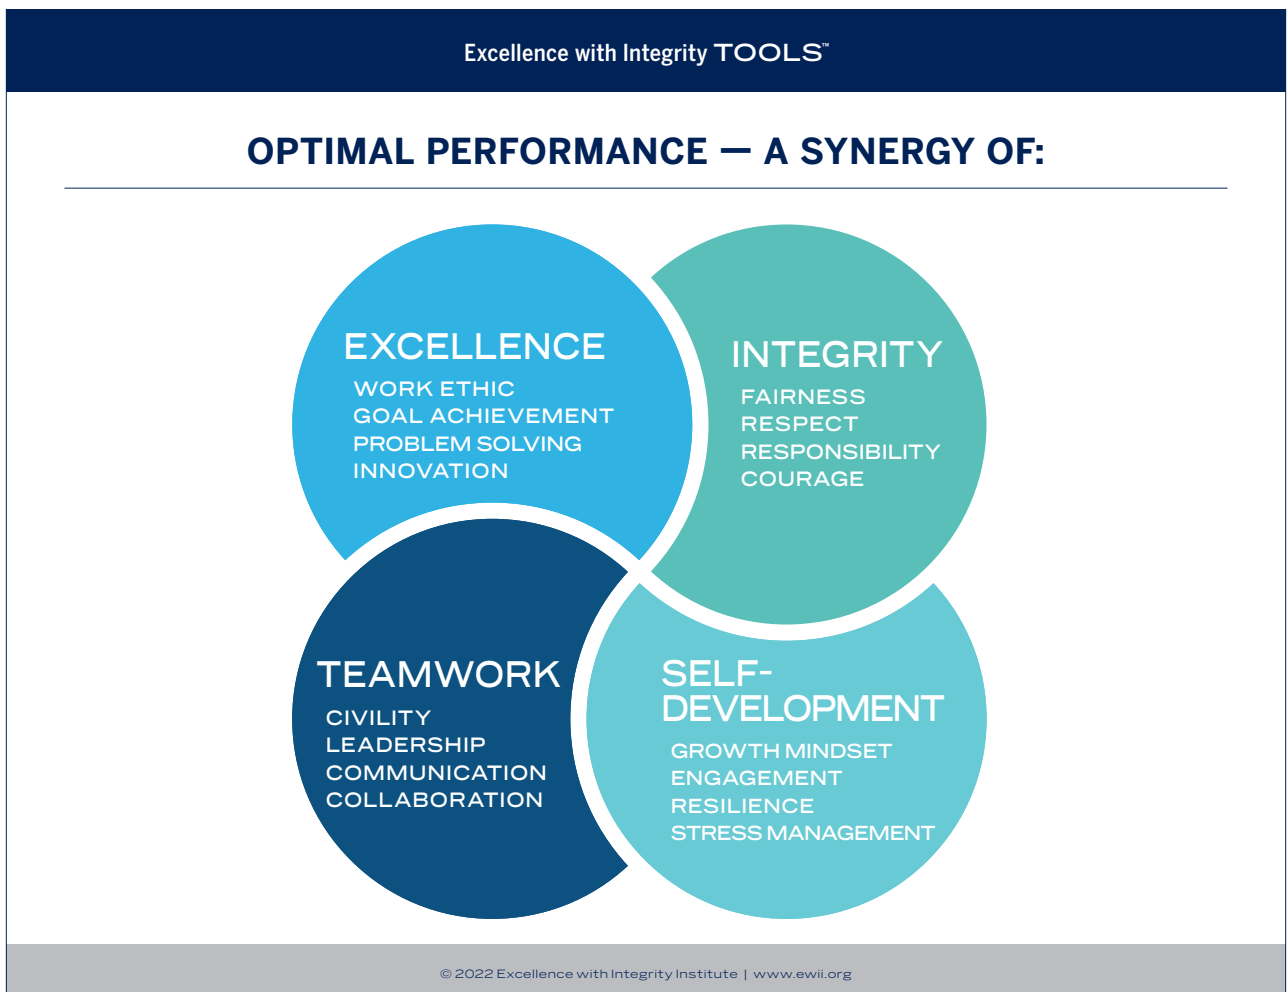 Excellence with Integrity TOOLS™
OPTIMAL PERFORMANCE — A SYNERGY OF:
EXCELLENCE
WORK ETHIC
GOAL ACHIEVEMENT
PROBLEM SOLVING
INNOVATION
INTEGRITY
FAIRNESS
RESPECT
RESPONSIBILITY
COURAGE
TEAMWORK
CIVILITY
LEADERSHIP
COMMUNICATION
COLLABORATION
SELF-
DEVELOPMENT
GROWTH MINDSET
ENGAGEMENT
RESILIENCE
STRESS MANAGEMENT
© 2022 Excellence with Integrity Institute | www.ewii.org